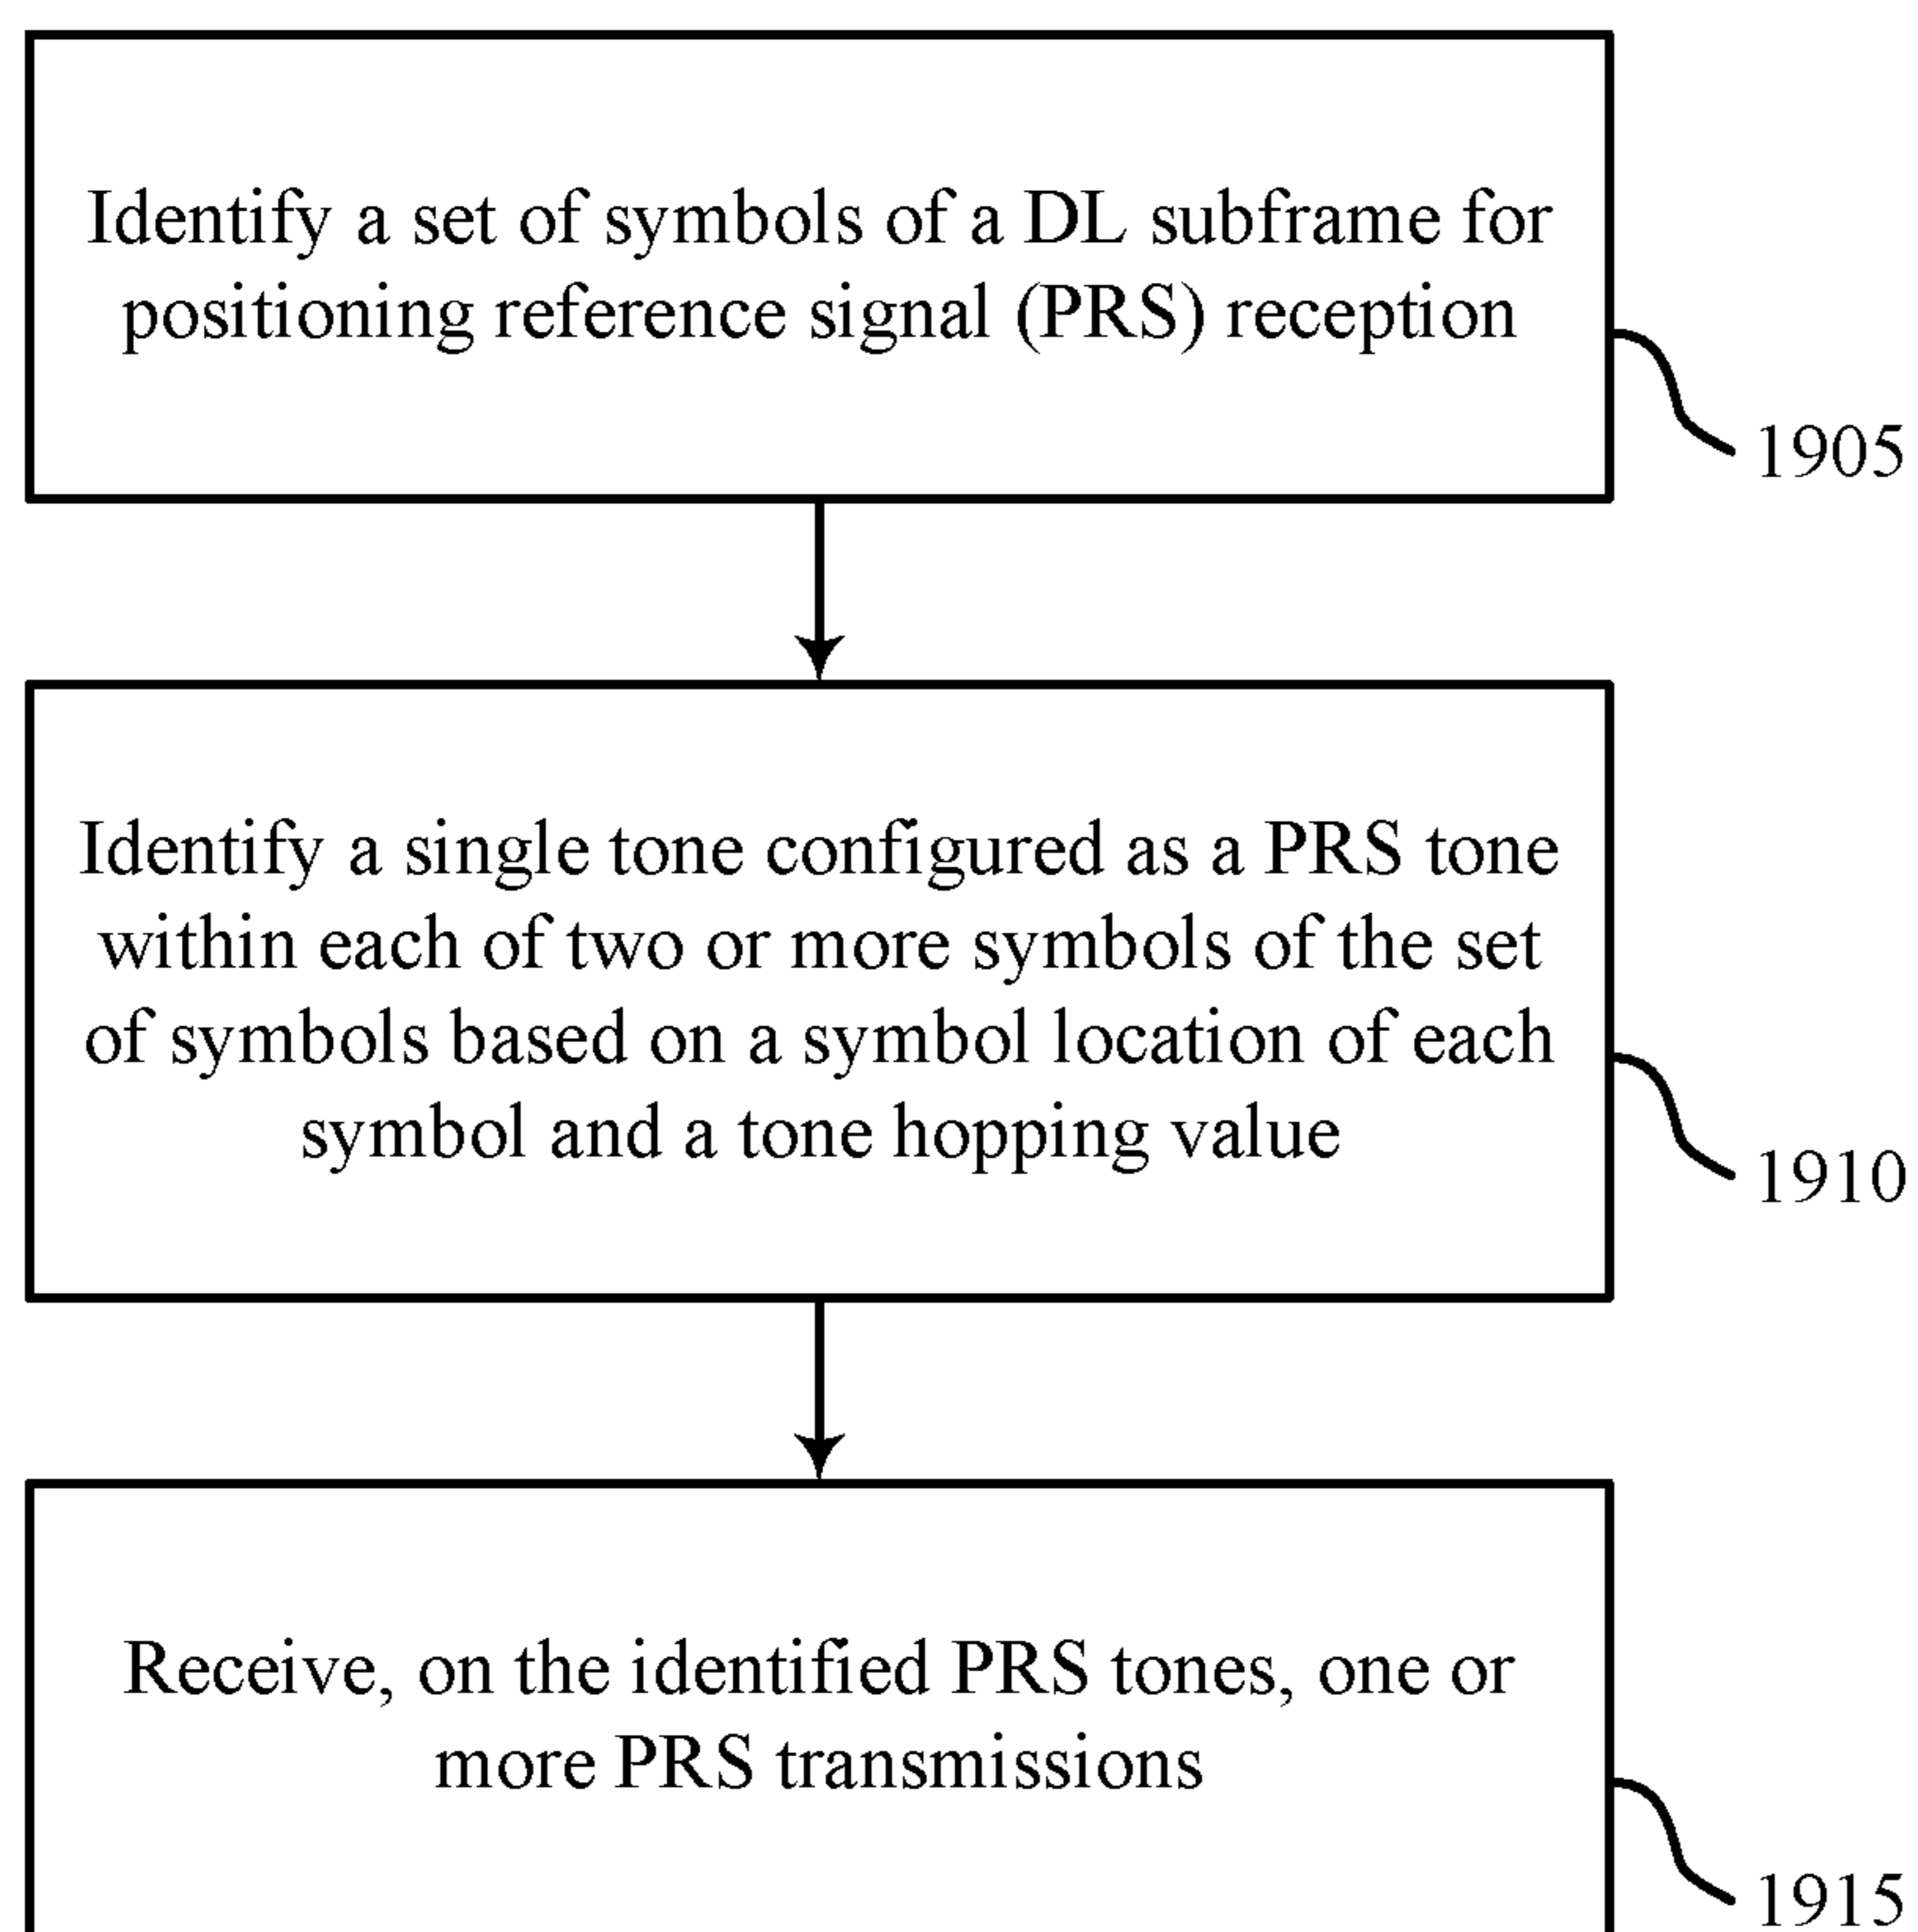 Identify a set of symbols of a DL subframe for
positioning reference signal (PRS) reception
1905
Identify a single tone configured as a PRS tone
within each of two or more symbols of the set
of symbols based on a symbol location of each
symbol and a tone hopping value
1910
Receive, on the identified PRS tones, one or
more PRS transmissions
1915